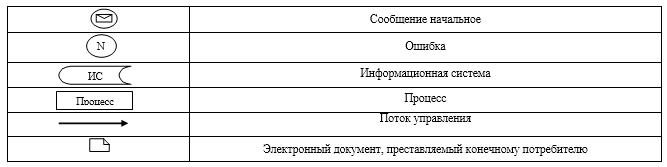 Сообщение начальное
N Ошибка
ИС Информационная система
Процесс Процесс
Поток управления
Электронный документ, преставляемый конечному потребителю